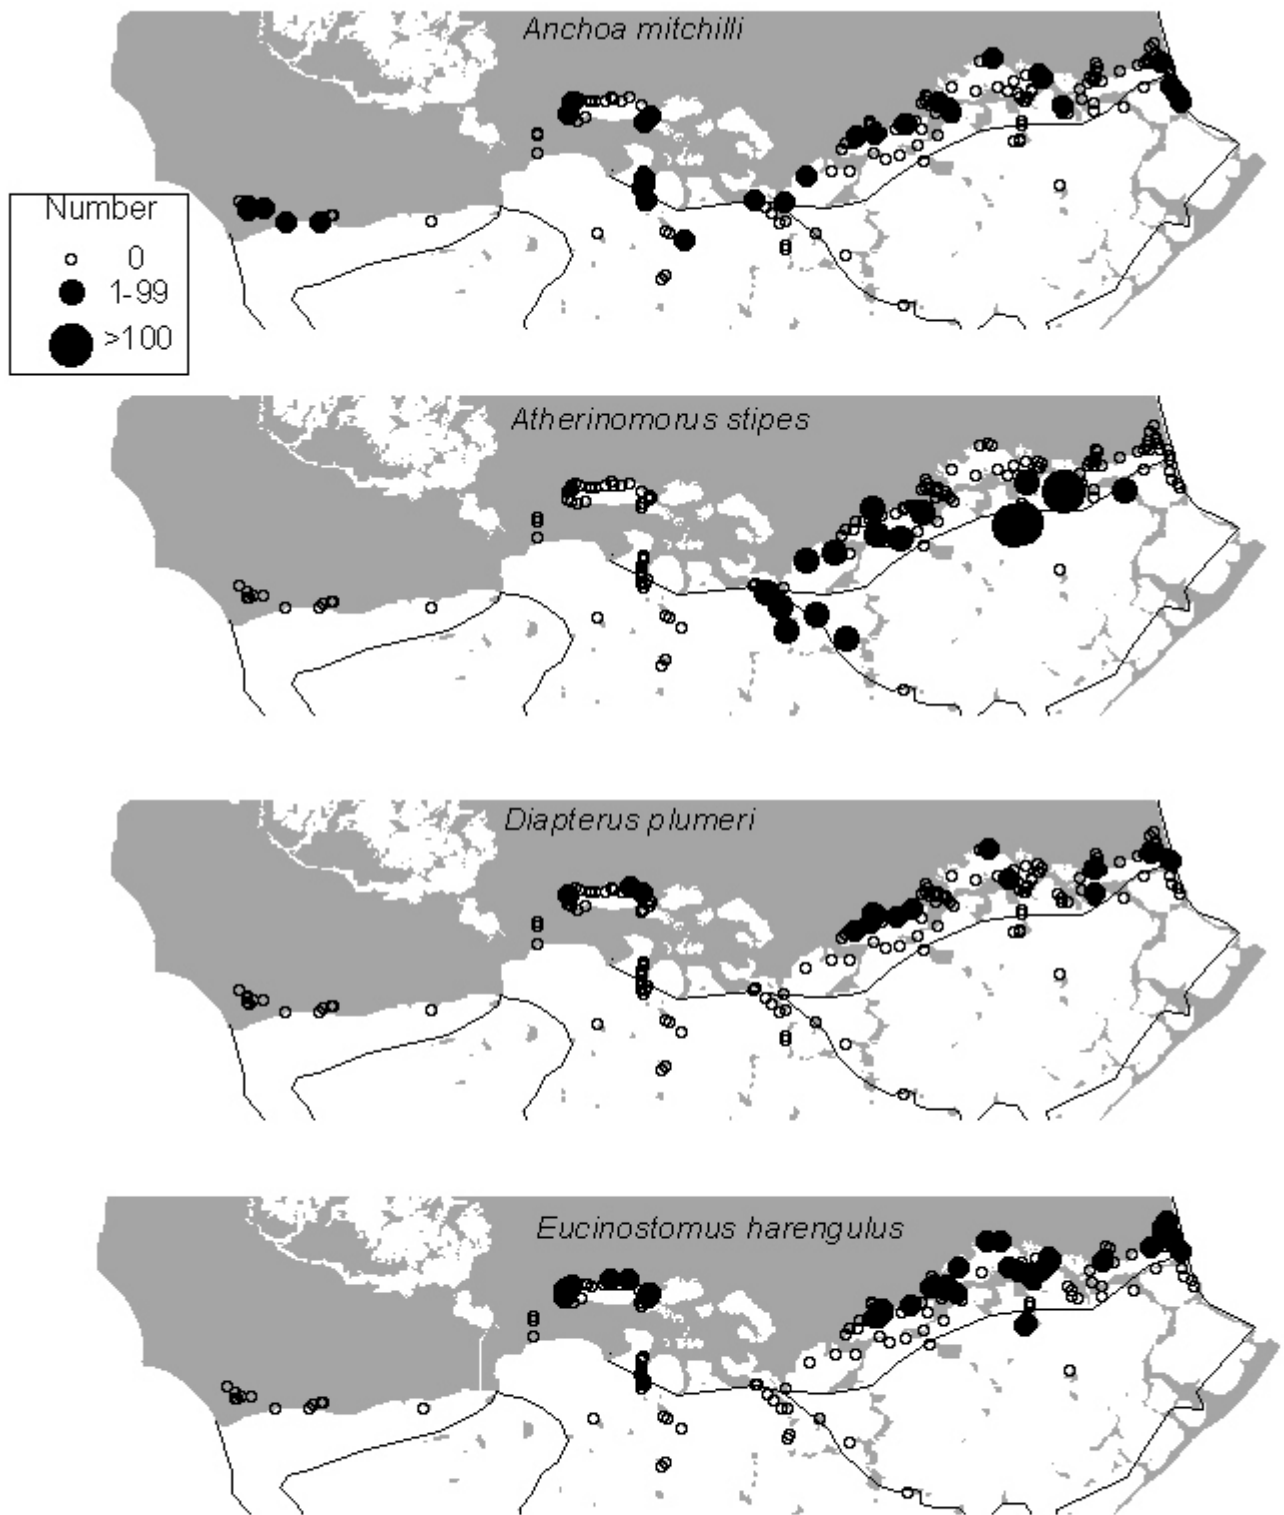 Anchoa mitchilli
Number
0
1-99
>100
Atherinomorus stipes
Diapterus plumeri
Eucinostomus harengulus